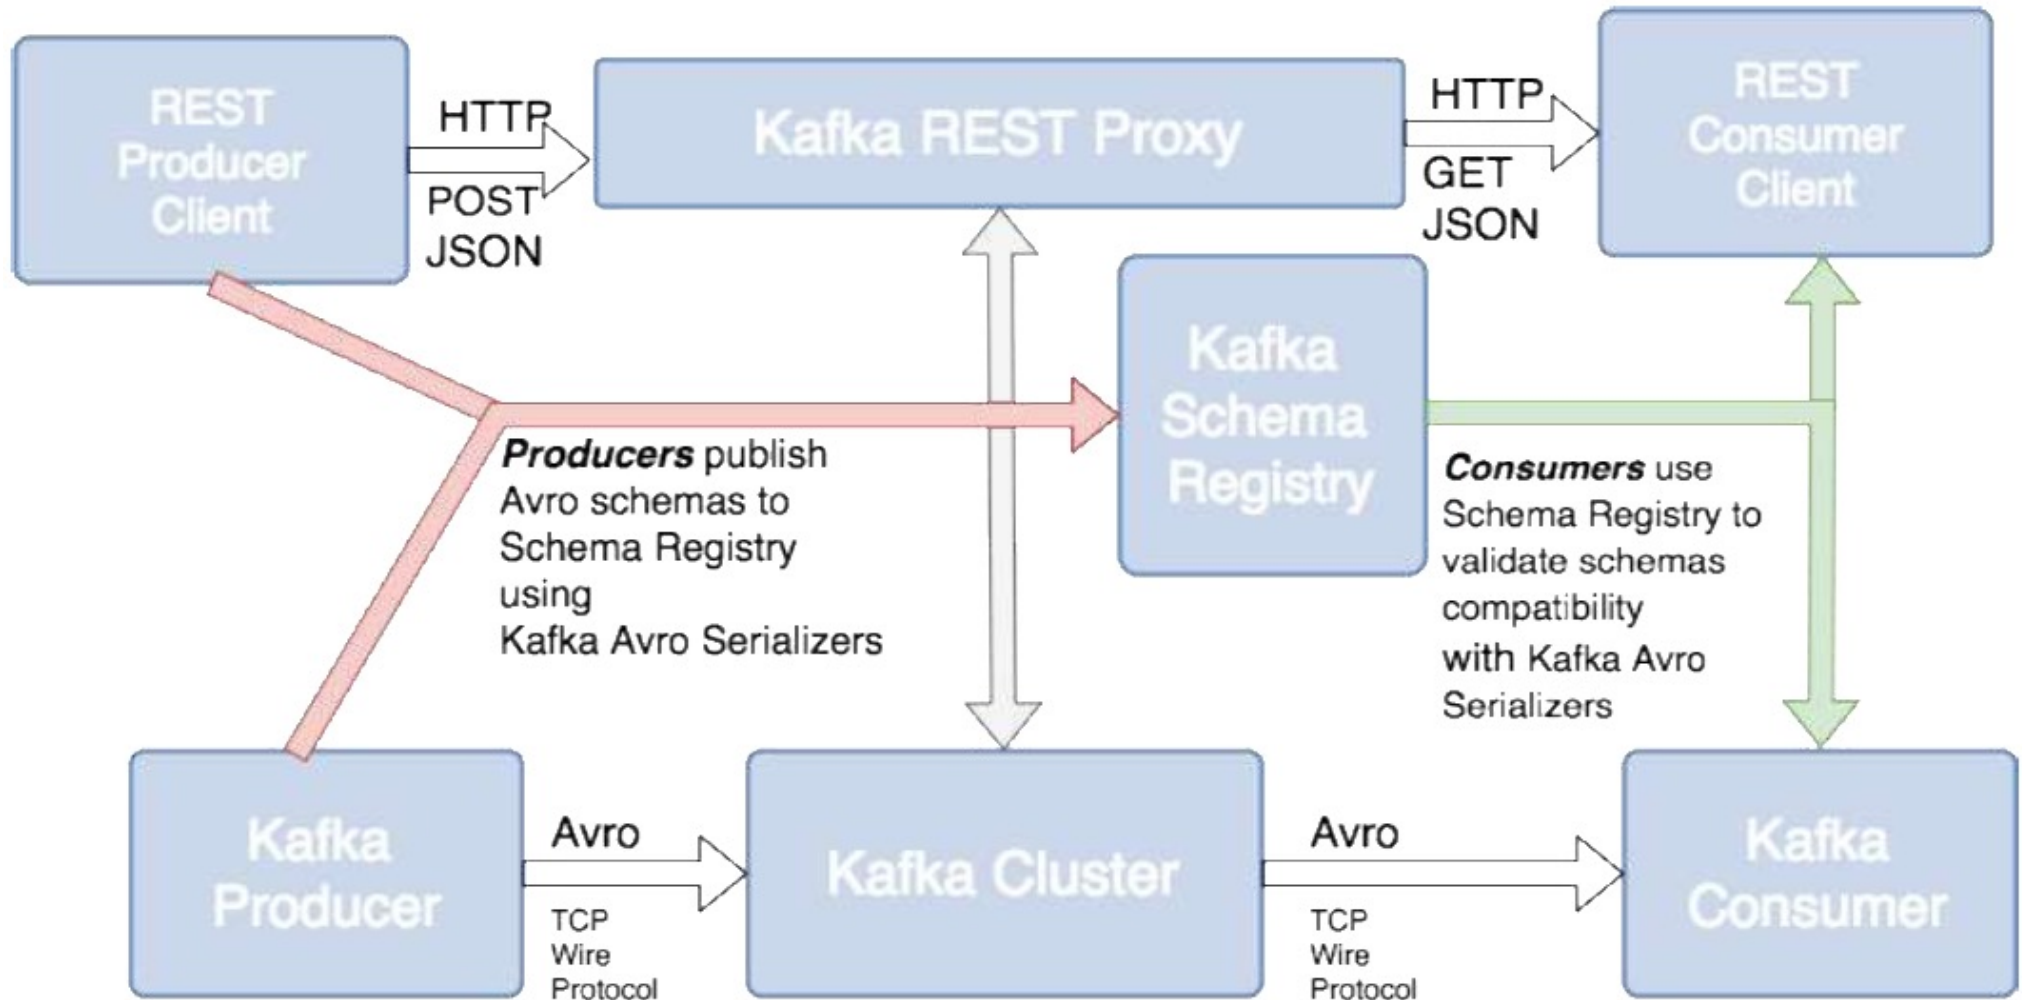 REST
Producer
Client
HTTP
POST
JSON
Kafka REST Proxy
HTTP
GET
JSON
REST
Consumer
Client
Kafka
Schema
Registry
Producers publish
Avro schemas to
Schema Registry
using
Kafka Avro Serializers
Consumers use
Schema Registry to
validate schemas
compatibility
with Kafka Avro
Serializers
Kafka
Producer
Avro
TCP
Wire
Protocol
Kafka Cluster
Avro
TCP
Wire
Protocol
Kafka
Consumer